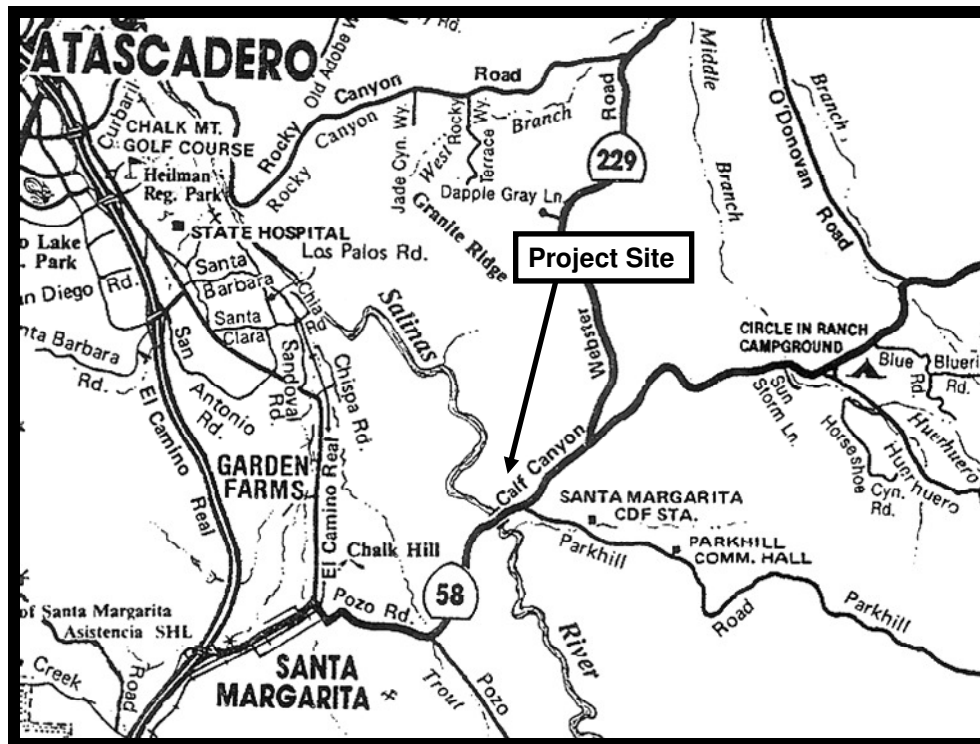 ATASCADERO
Old Adobe
Rd.
Curbaril
Rocky
Canyon
Road
Rocky
Canyon
Road
229
Middle
Branch
Branch
O'Donovan
Road
CHALK MT.
GOLF COURSE
Heilman
Reg. Park
STATE HOSPITAL
Los Palos Rd.
Jade Cyn. Wy.
West
Rocky
Terrace Wy.
Branch
Dapple Gray Ln.
Granite Ridge
Project Site
o Lake
. Park
an Diego Rd.
Santa
Barbara
Chia
Rd
Santa
Clara
nta Barbara
Rd.
San
Antonio
Rd.
Sandoval
Rd.
Chispa Rd.
Salinas
Webster
CIRCLE IN RANCH
CAMPGROUND
Blue
Rd.
Blueri
Rd.
Sun
Storm Ln.
Horseshoe
Cyn.
Rd.
Huerhuero
Huerhuero
El Camino
Real
GARDEN
FARMS
El Camino Real
Calf Canyon
SANTA MARGARITA
CDF STA.
Parkhill
PARKHILL
COMM. HALL
Road
Parkhill
Chalk Hill
58
Pozo Rd.
of Santa Margarita
Asistencia SHL
SANTA
MARGARITA
Creek
Road
Trout
Pozo
River